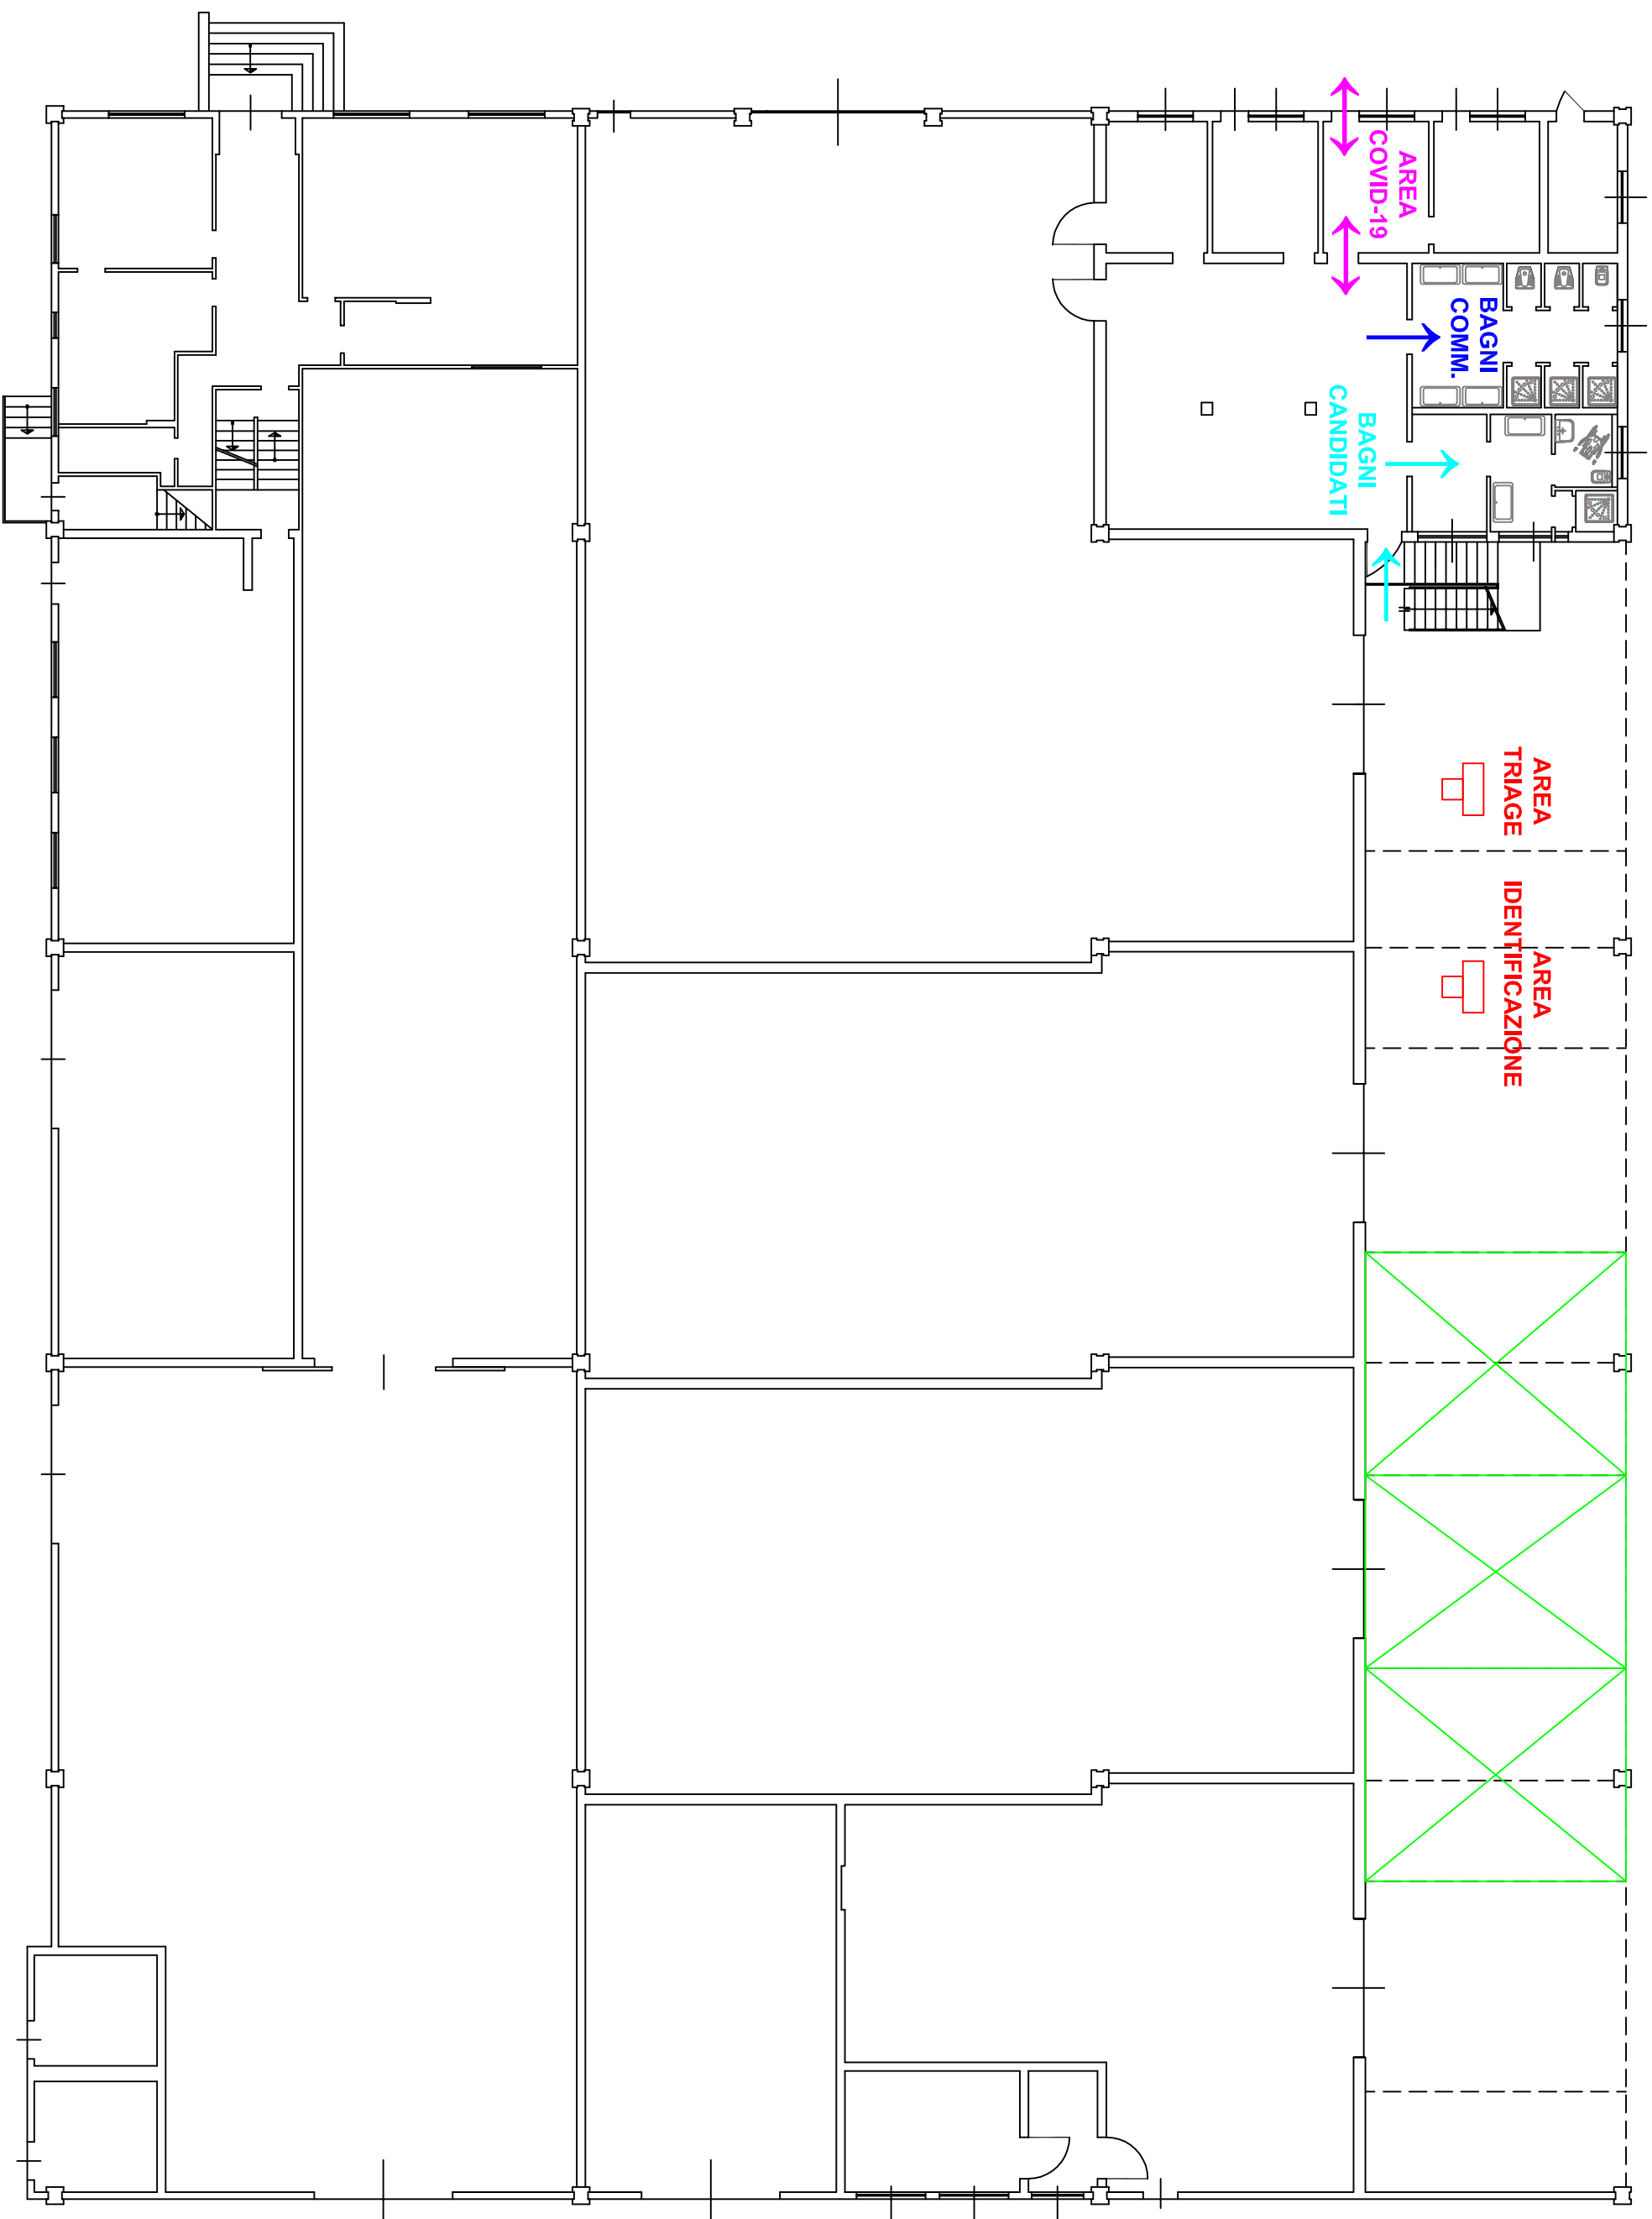 AREA
COVID-19
BAGNI
COMM.
BAGNI
CANDIDATI
AREA
TRIAGE
AREA
IDENTIFICAZIONE